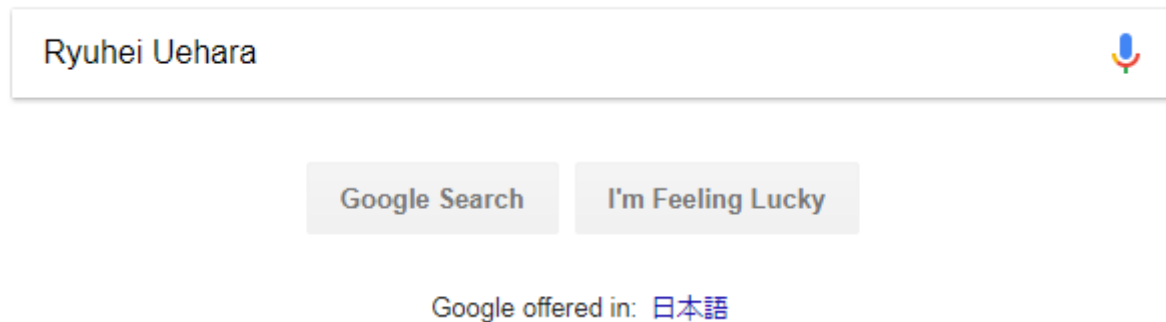 Ryuhei Uehara
Google Search I'm Feeling Lucky
Google offered in: 日本語